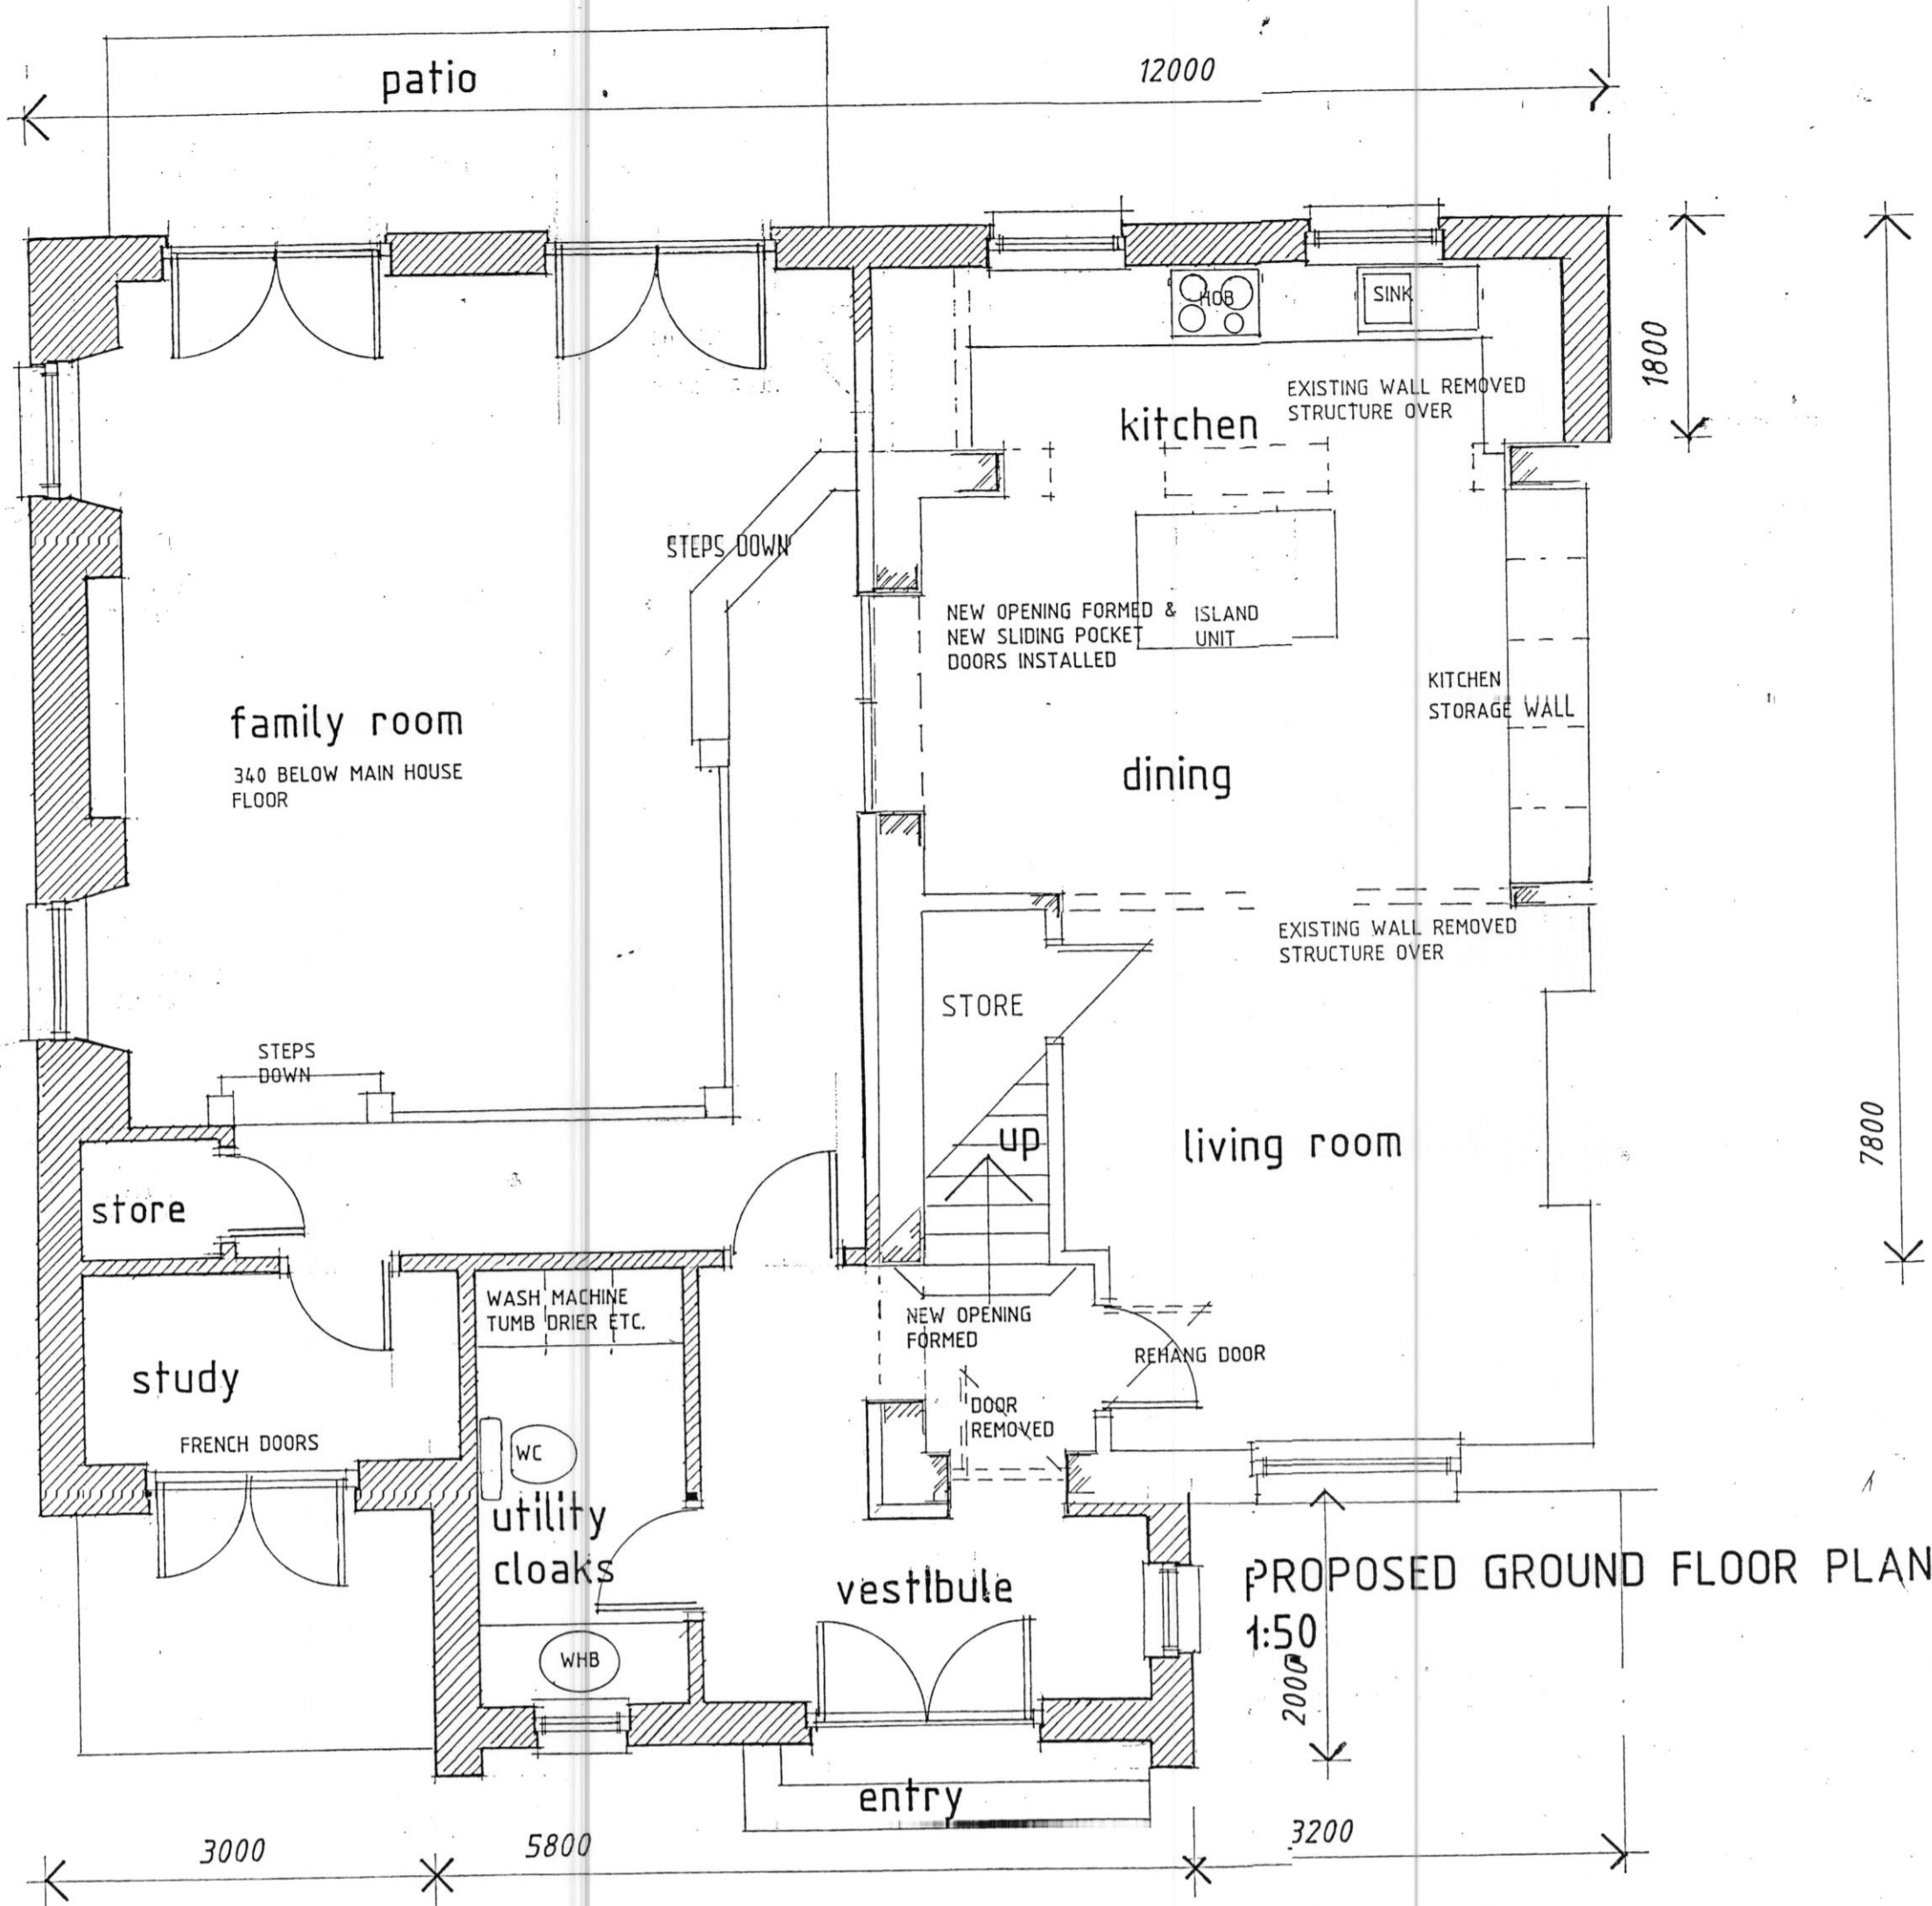 patio
12000
HOB
SINK
1800
EXISTING WALL REMOVED
STRUCTURE OVER
kitchen
STEPS DOWN
NEW OPENING FORMED &
NEW SLIDING POCKET
DOORS INSTALLED
ISLAND
UNIT
KITCHEN
STORAGE WALL
family room
340 BELOW MAIN HOUSE
FLOOR
dining
EXISTING WALL REMOVED
STRUCTURE OVER
STORE
STEPS
DOWN
up
living room
7800
store
WASH MACHINE
TUMB DRIER ETC.
NEW OPENING
FORMED
REHANG DOOR
study
DOOR
REMOVED
FRENCH DOORS
WC
utility
cloaks
vestibule
PROPOSED GROUND FLOOR PLAN
1:50
WHB
2000
entry
3000
5800
3200